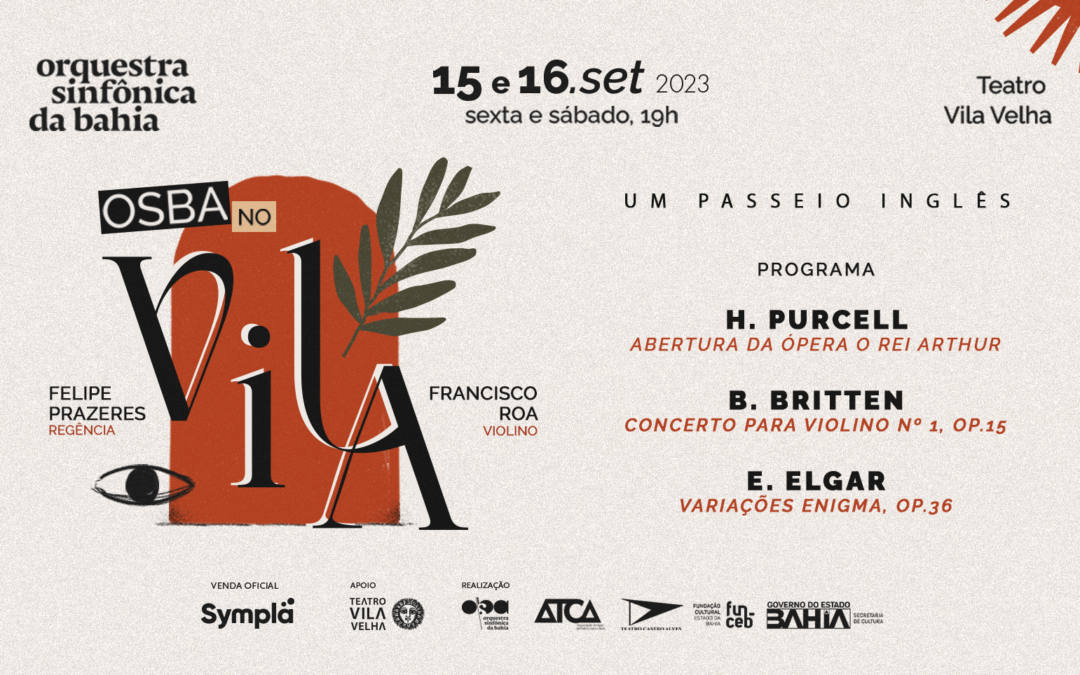 orquestra
sinfônica
da bahia
15 e 16.set 2023
sexta e sábado, 19h
Teatro
Vila Velha
OSBA NO
ViLA
FELIPE
PRAZERES
REGÊNCIA
FRANCISCO
ROA
VIOLINO
UM PASSEIO INGLÊS
PROGRAMA
H. PURCELL
ABERTURA DA ÓPERA O REI ARTHUR
B. BRITTEN
CONCERTO PARA VIOLINO Nº 1, OP.15
E. ELGAR
VARIAÇÕES ENIGMA, OP.36
VENDA OFICIAL
Sympla
APOIO
TEATRO
VILA
VELHA
REALIZAÇÃO
orquestra
sinfônica
da bahia
ATCA
TEATRO CASTRO ALVES
FUNDAÇÃO
CULTURAL
ESTADO DA
BAHIA
fun-
ceb
GOVERNO DO ESTADO
BAHIA
SECRETARIA
DE CULTURA